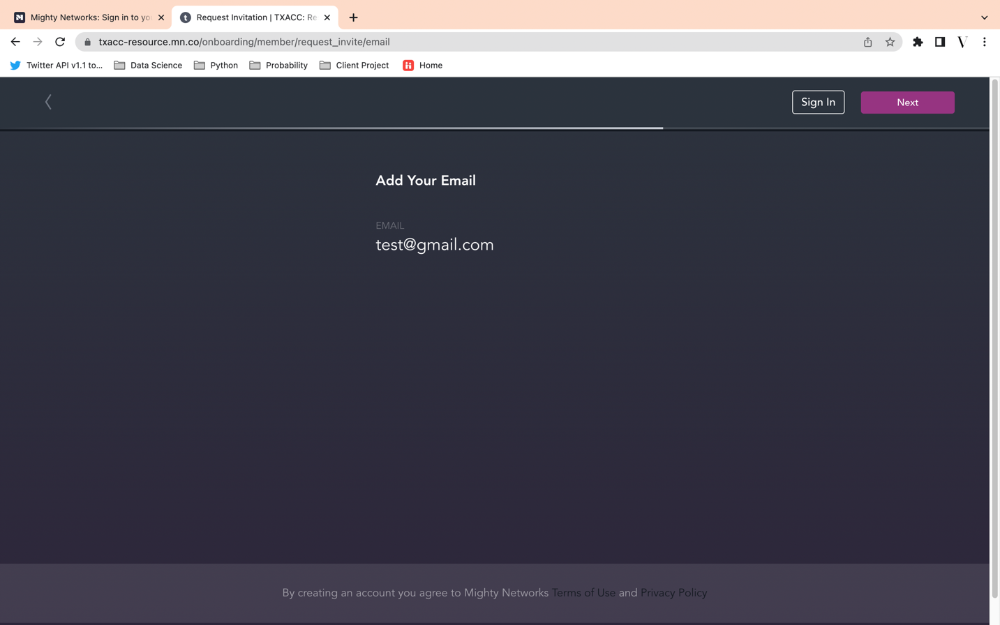 Mighty Networks: Sign in to yo
Request Invitation | TXACC: Re
txacc-resource.mn.co/onboarding/member/request_invite/email
Twitter API v1.1 to...
Data Science
Python
Probability
Client Project
Home
Sign In
Next
Add Your Email
EMAIL
test@gmail.com
By creating an account you agree to Mighty Networks Terms of Use and Privacy Policy